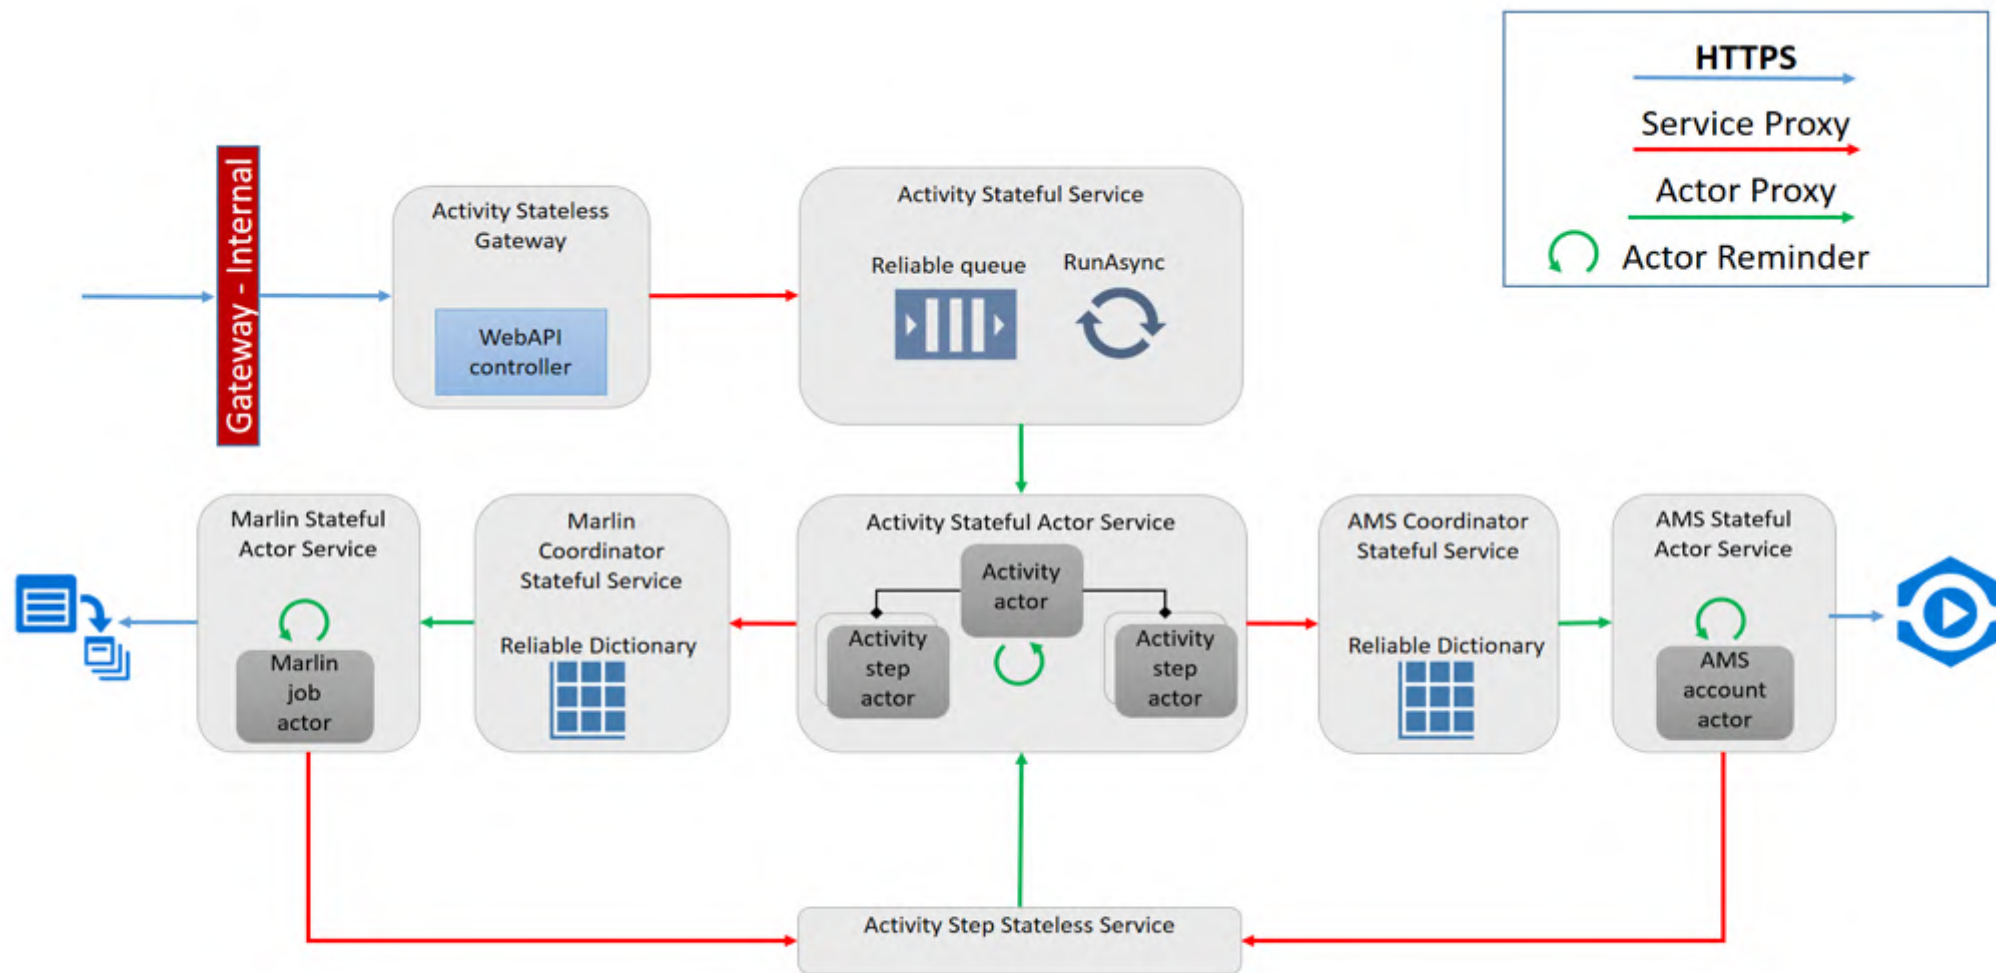 HTTPS
Service Proxy
Actor Proxy
Actor Reminder
Gateway - Internal
Activity Stateless
Gateway
WebAPI
controller
Activity Stateful Service
Reliable queue
RunAsync
Marlin Stateful
Actor Service
Marlin
job
actor
Marlin
Coordinator
Stateful Service
Reliable Dictionary
Activity Stateful Actor Service
Activity
actor
Activity
step
actor
Activity
step
actor
AMS Coordinator
Stateful Service
Reliable Dictionary
AMS Stateful
Actor Service
AMS
account
actor
Activity Step Stateless Service